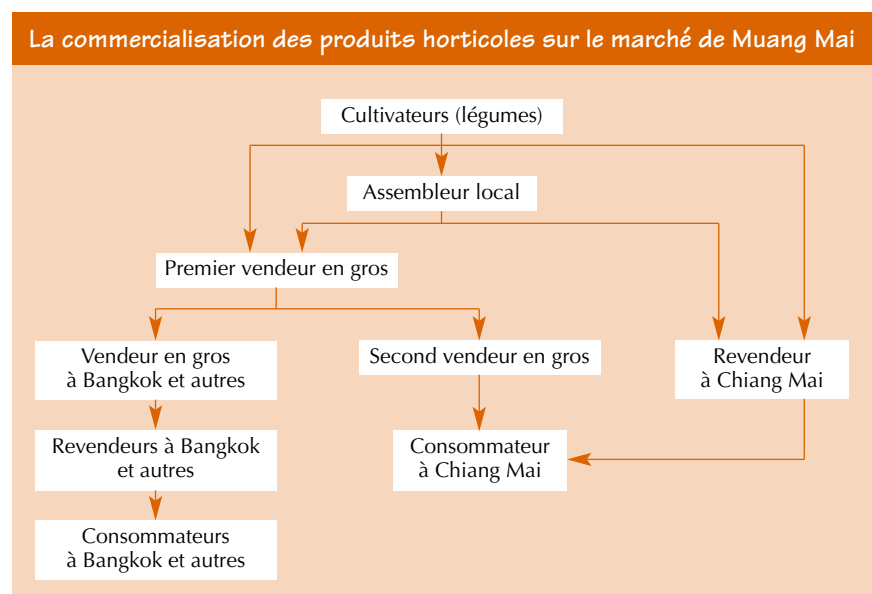 La commercialisation des produits horticoles sur le marché de Muang Mai
Cultivateurs (légumes)
Assembleur local
Premier vendeur en gros
Vendeur en gros
à Bangkok et autres
Second vendeur en gros
Revendeur
à Chiang Mai
Revendeurs à Bangkok
et autres
Consommateur
à Chiang Mai
Consommateurs
à Bangkok et autres